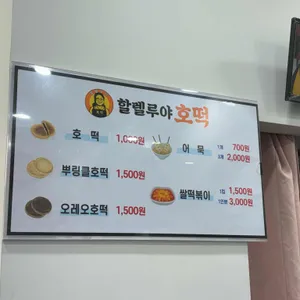 할렐루야 호떡
호 떡 1,000원
뿌링클호떡 1,500원
오레오호떡 1,500원
어 묵 1개 700원
3개 2,000원
쌀떡볶이 1컵 1,500원
1인분 3,000원